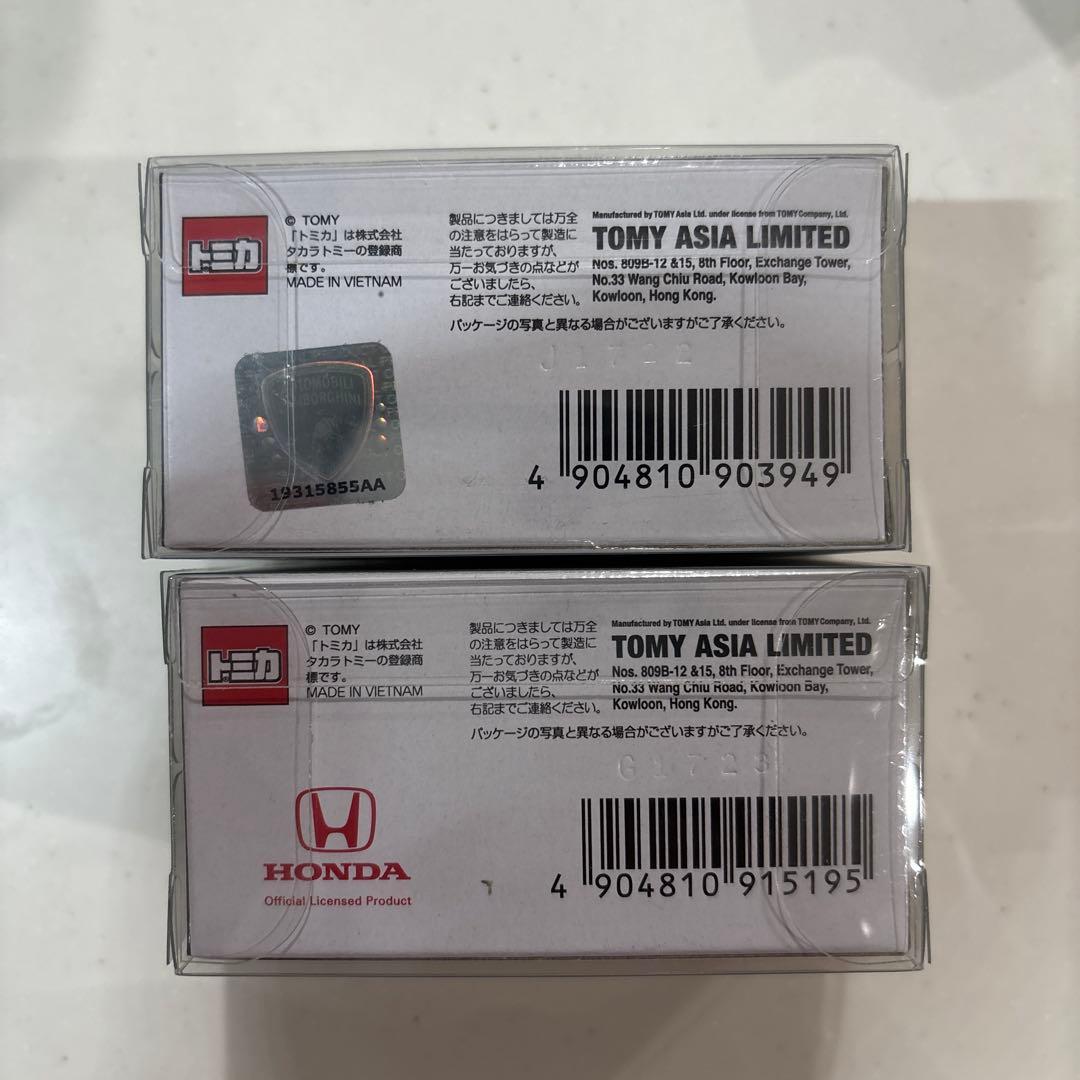 トミカ
© TOMY
「トミカ」は株式会社
タカラトミーの登録商
標です。
MADE IN VIETNAM
製品につきましては万全
の注意をはらって製造に
当たっておりますが、
万一お気づきの点などが
ございましたら、
右記までご連絡ください。
Manufactured by TOMY Asia Ltd. under license from TOMY Company, Ltd.
TOMY ASIA LIMITED
Nos. 809B-12 &15, 8th Floor, Exchange Tower,
No.33 Wang Chiu Road, Kowloon Bay,
Kowloon, Hong Kong.
パッケージの写真と異なる場合がございますがご了承ください。
J1722
AUTOMOBILI
LAMBORGHINI
19315855AA
4 904810 903949
トミカ
© TOMY
「トミカ」は株式会社
タカラトミーの登録商
標です。
MADE IN VIETNAM
製品につきましては万全
の注意をはらって製造に
当たっておりますが、
万一お気づきの点などが
ございましたら、
右記までご連絡ください。
Manufactured by TOMY Asia Ltd. under license from TOMY Company, Ltd.
TOMY ASIA LIMITED
Nos. 809B-12 &15, 8th Floor, Exchange Tower,
No.33 Wang Chiu Road, Kowloon Bay,
Kowloon, Hong Kong.
パッケージの写真と異なる場合がございますがご了承ください。
G1723
HONDA
Official Licensed Product
4 904810 915195